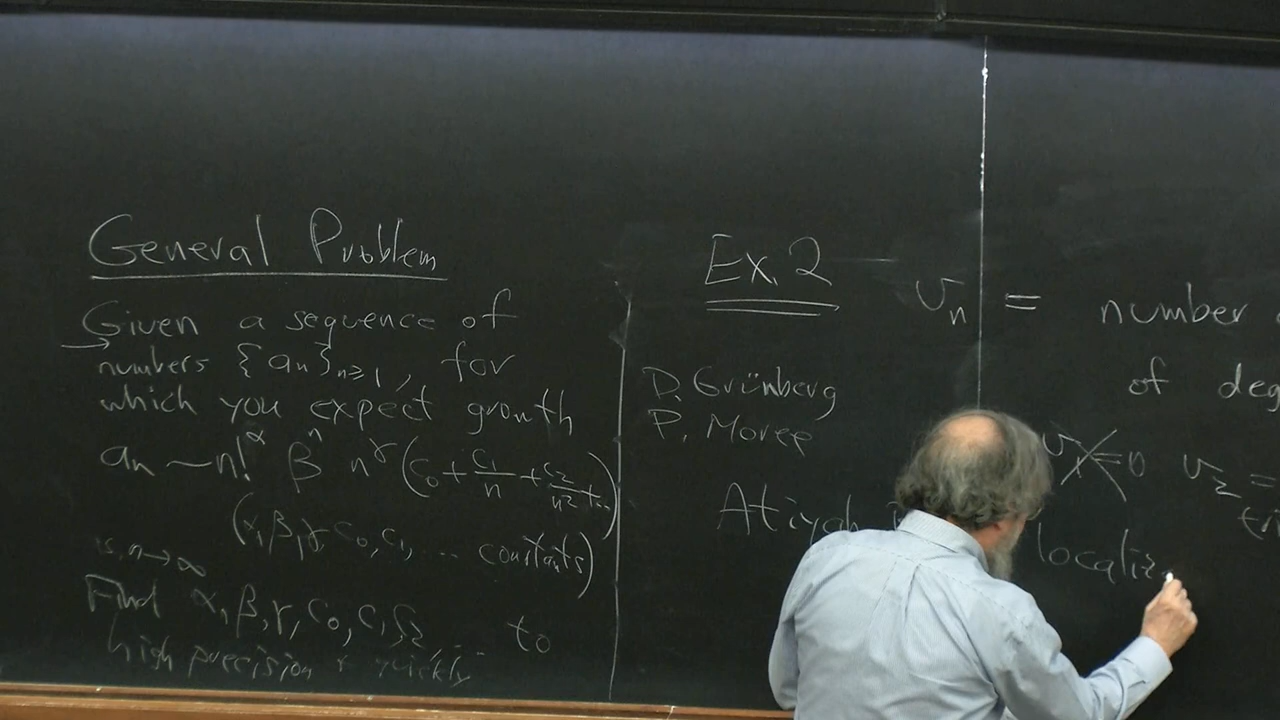 General Problem
Given a sequence of
numbers {aₙ}ₙ≥₁, for
which you expect growth
aₙ ~ n!^α βⁿ n^γ (c₀ + c₁/n + c₂/n² + ...)
(α, β, γ, c₀, c₁, ... constants)
as n→∞
Find α, β, γ, c₀, c₁, c₂, ... to
high precision + quickly
Ex. 2
vₙ = number
of deg
D. Grünberg
P. Moree
v₂ =
Atiyah
localiz